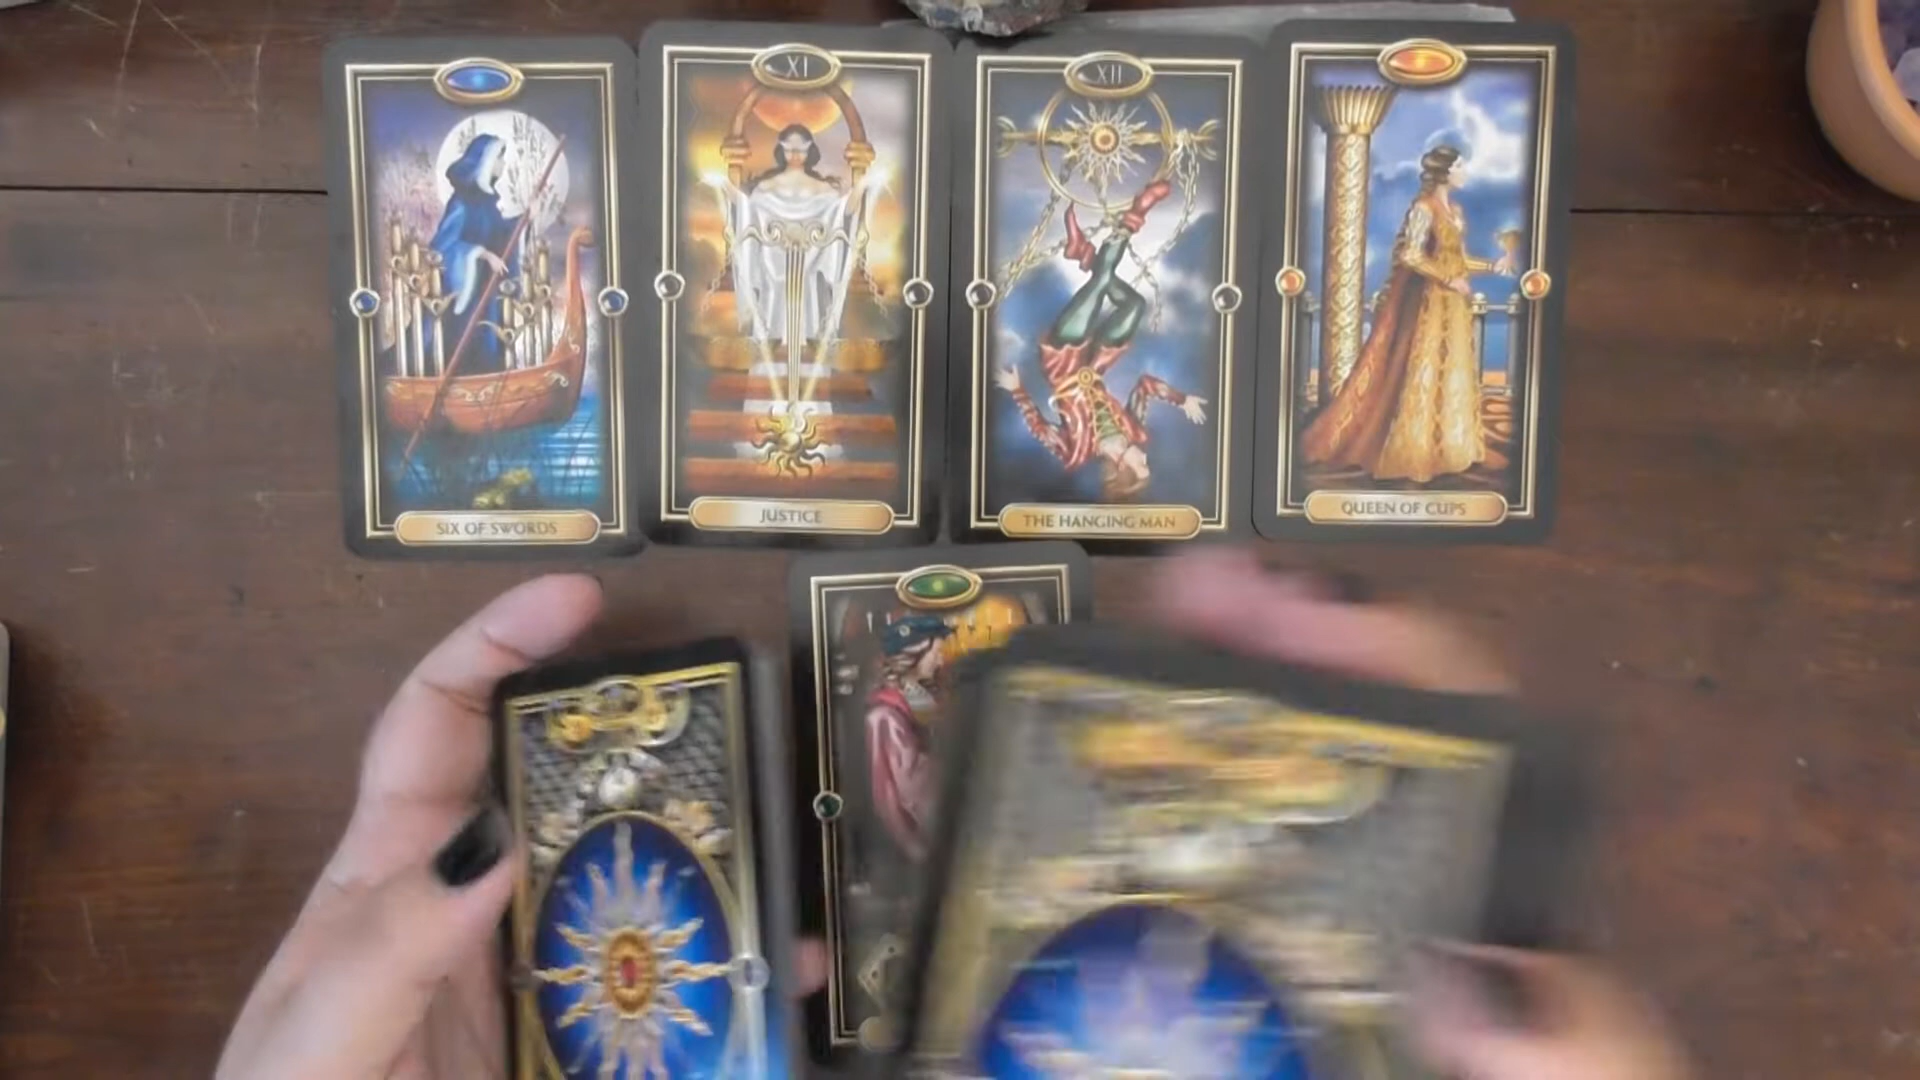 XI
XII
SIX OF SWORDS
JUSTICE
THE HANGING MAN
QUEEN OF CUPS